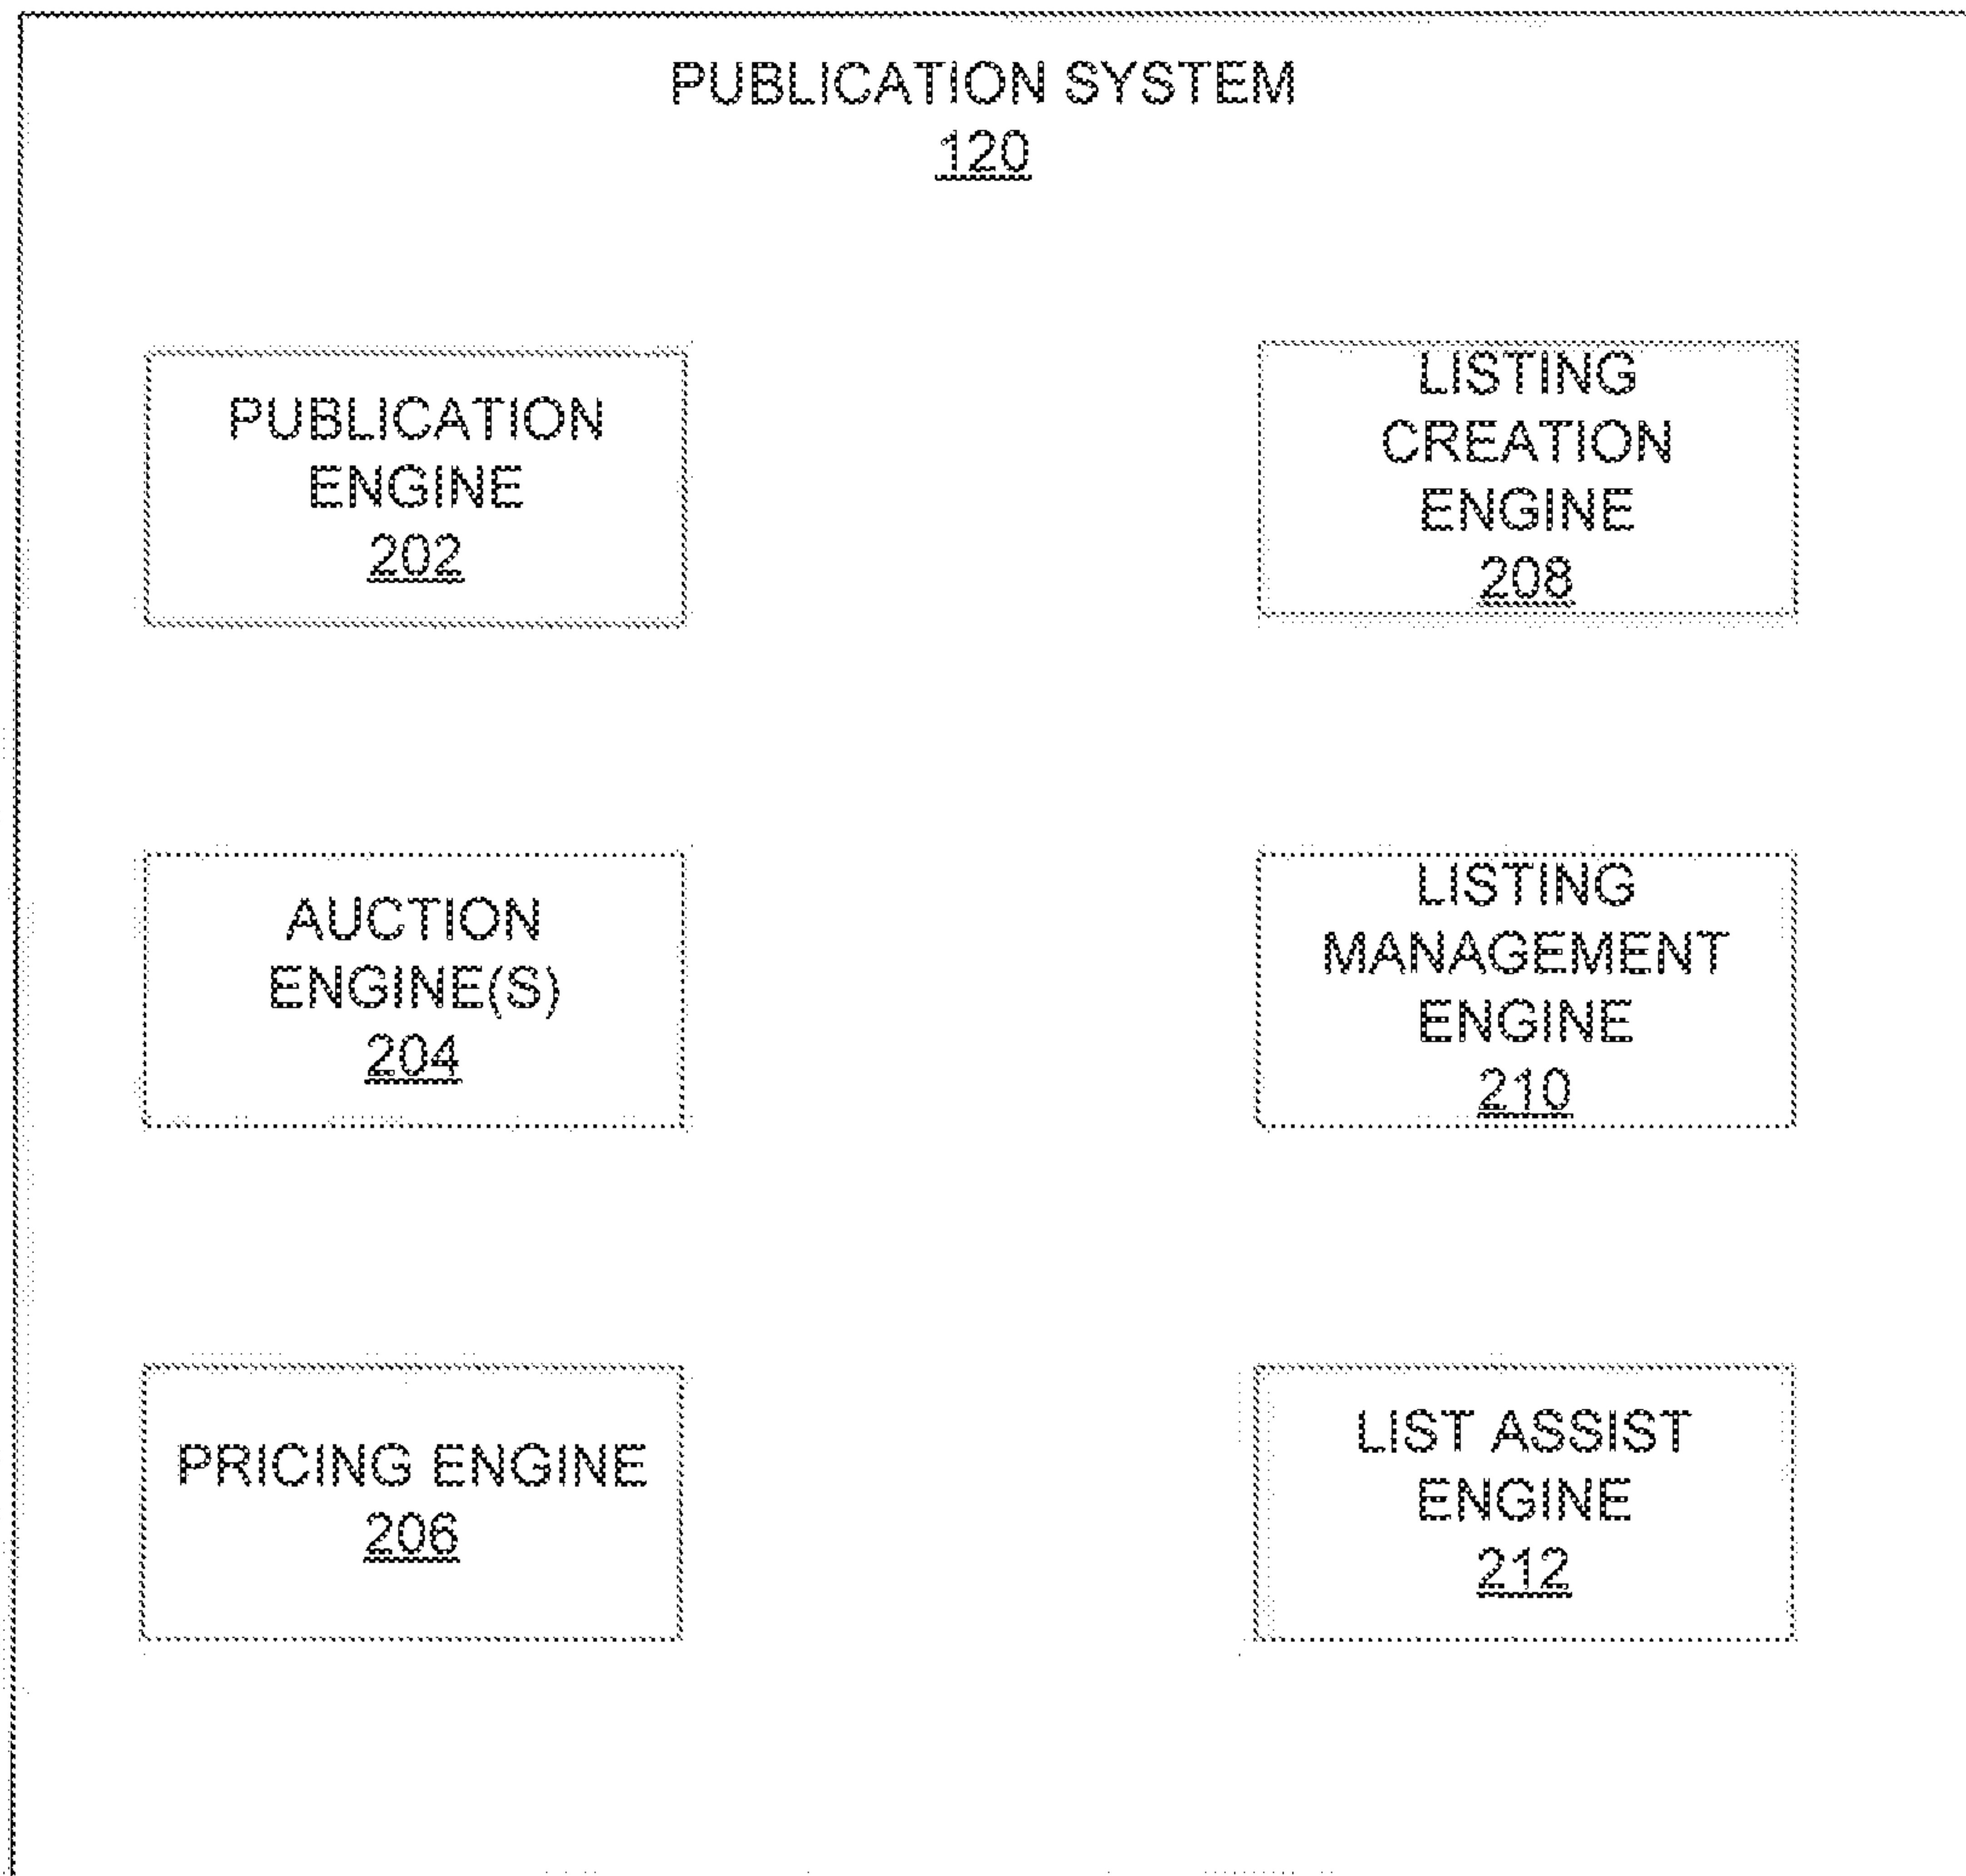 PUBLICATION SYSTEM
120
PUBLICATION
ENGINE
202
LISTING
CREATION
ENGINE
208
AUCTION
ENGINE(S)
204
LISTING
MANAGEMENT
ENGINE
210
PRICING ENGINE
206
LIST ASSIST
ENGINE
212